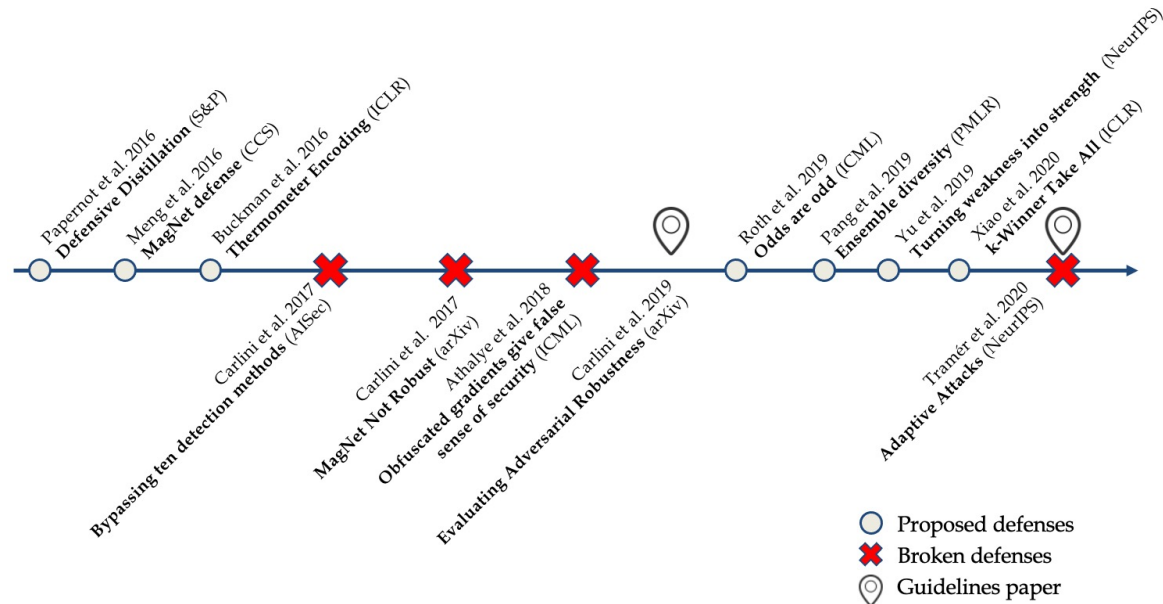 Papernot et al. 2016
Defensive Distillation (S&P)
Meng et al. 2016
MagNet defense (CCS)
Buckman et al. 2016
Thermometer Encoding (ICLR)
Carlini et al. 2017
Bypassing ten detection methods (AISec)
Carlini et al. 2017
MagNet Not Robust (arXiv)
Athalye et al. 2018
Obfuscated gradients give false
sense of security (ICML)
Carlini et al. 2019
Evaluating Adversarial Robustness (arXiv)
Roth et al. 2019
Odds are odd (ICML)
Pang et al. 2019
Ensemble diversity (PMLR)
Yu et al. 2019
Turning weakness into strength (NeurIPS)
Xiao et al. 2020
k-Winner Take All (ICLR)
Tramér et al. 2020
Adaptive Attacks (NeurIPS)
Proposed defenses
Broken defenses
Guidelines paper